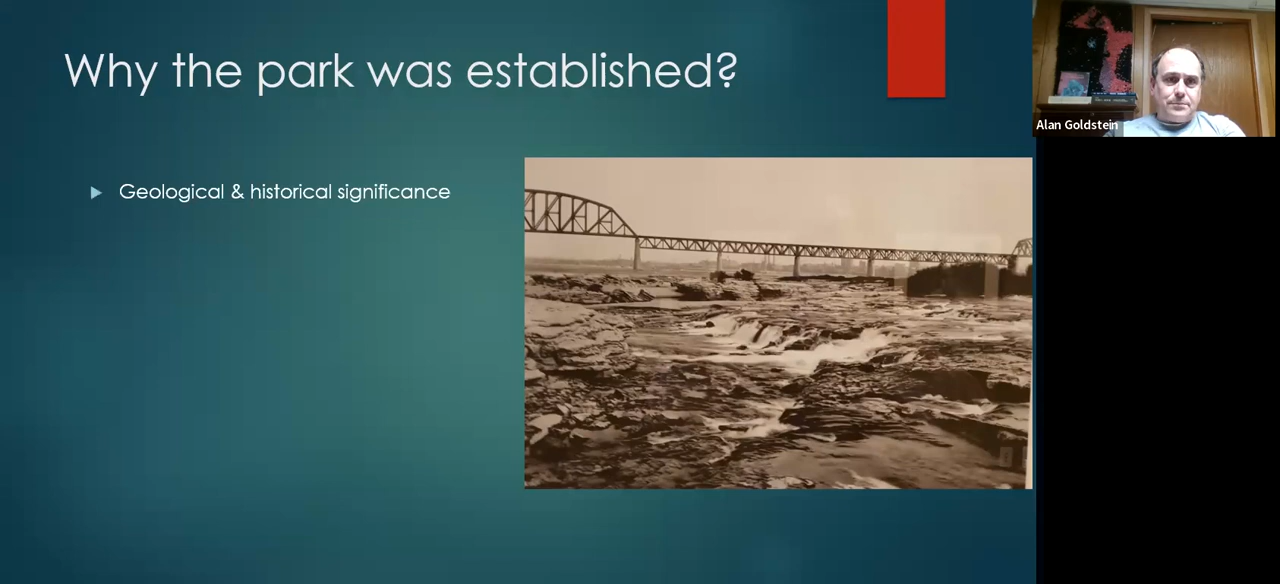 Why the park was established?
Geological & historical significance
Alan Goldstein